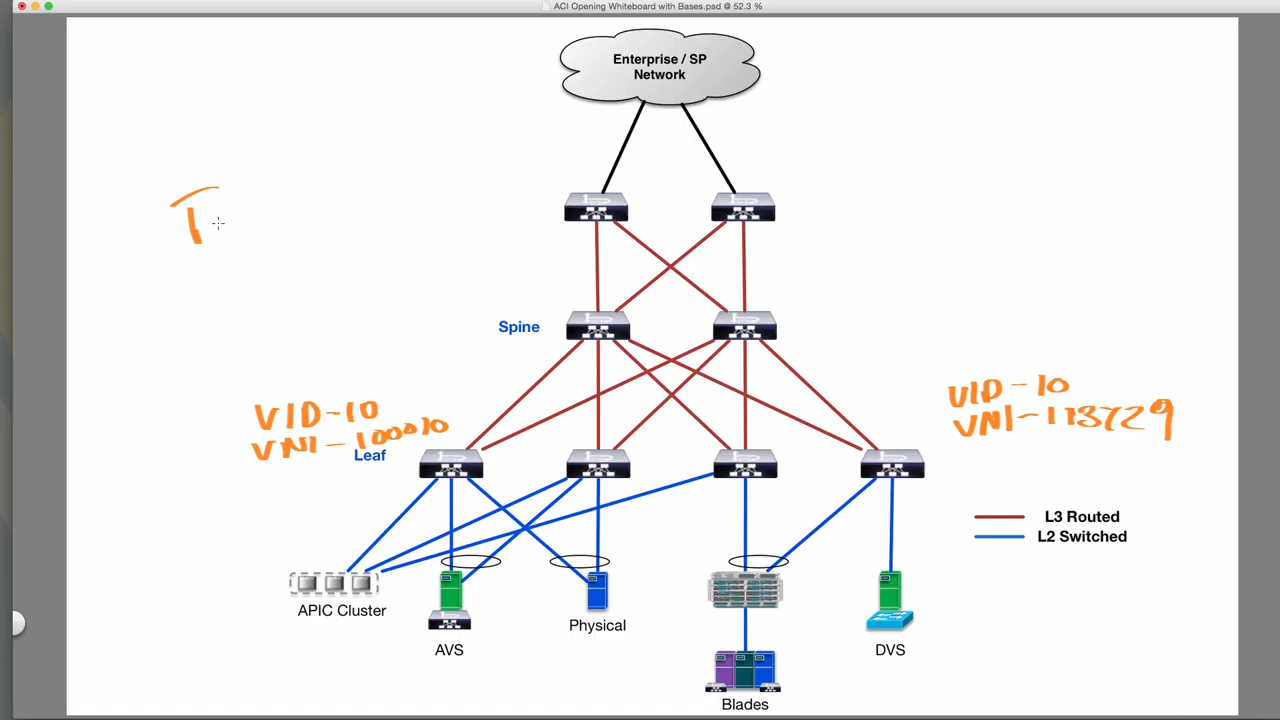 ACI Opening Whiteboard with Bases.psd @ 52.3 %
Enterprise / SP
Network
T
Spine
VID-10
VNI-100010
VID-10
VNI-113729
Leaf
L3 Routed
L2 Switched
APIC Cluster
Physical
AVS
DVS
Blades